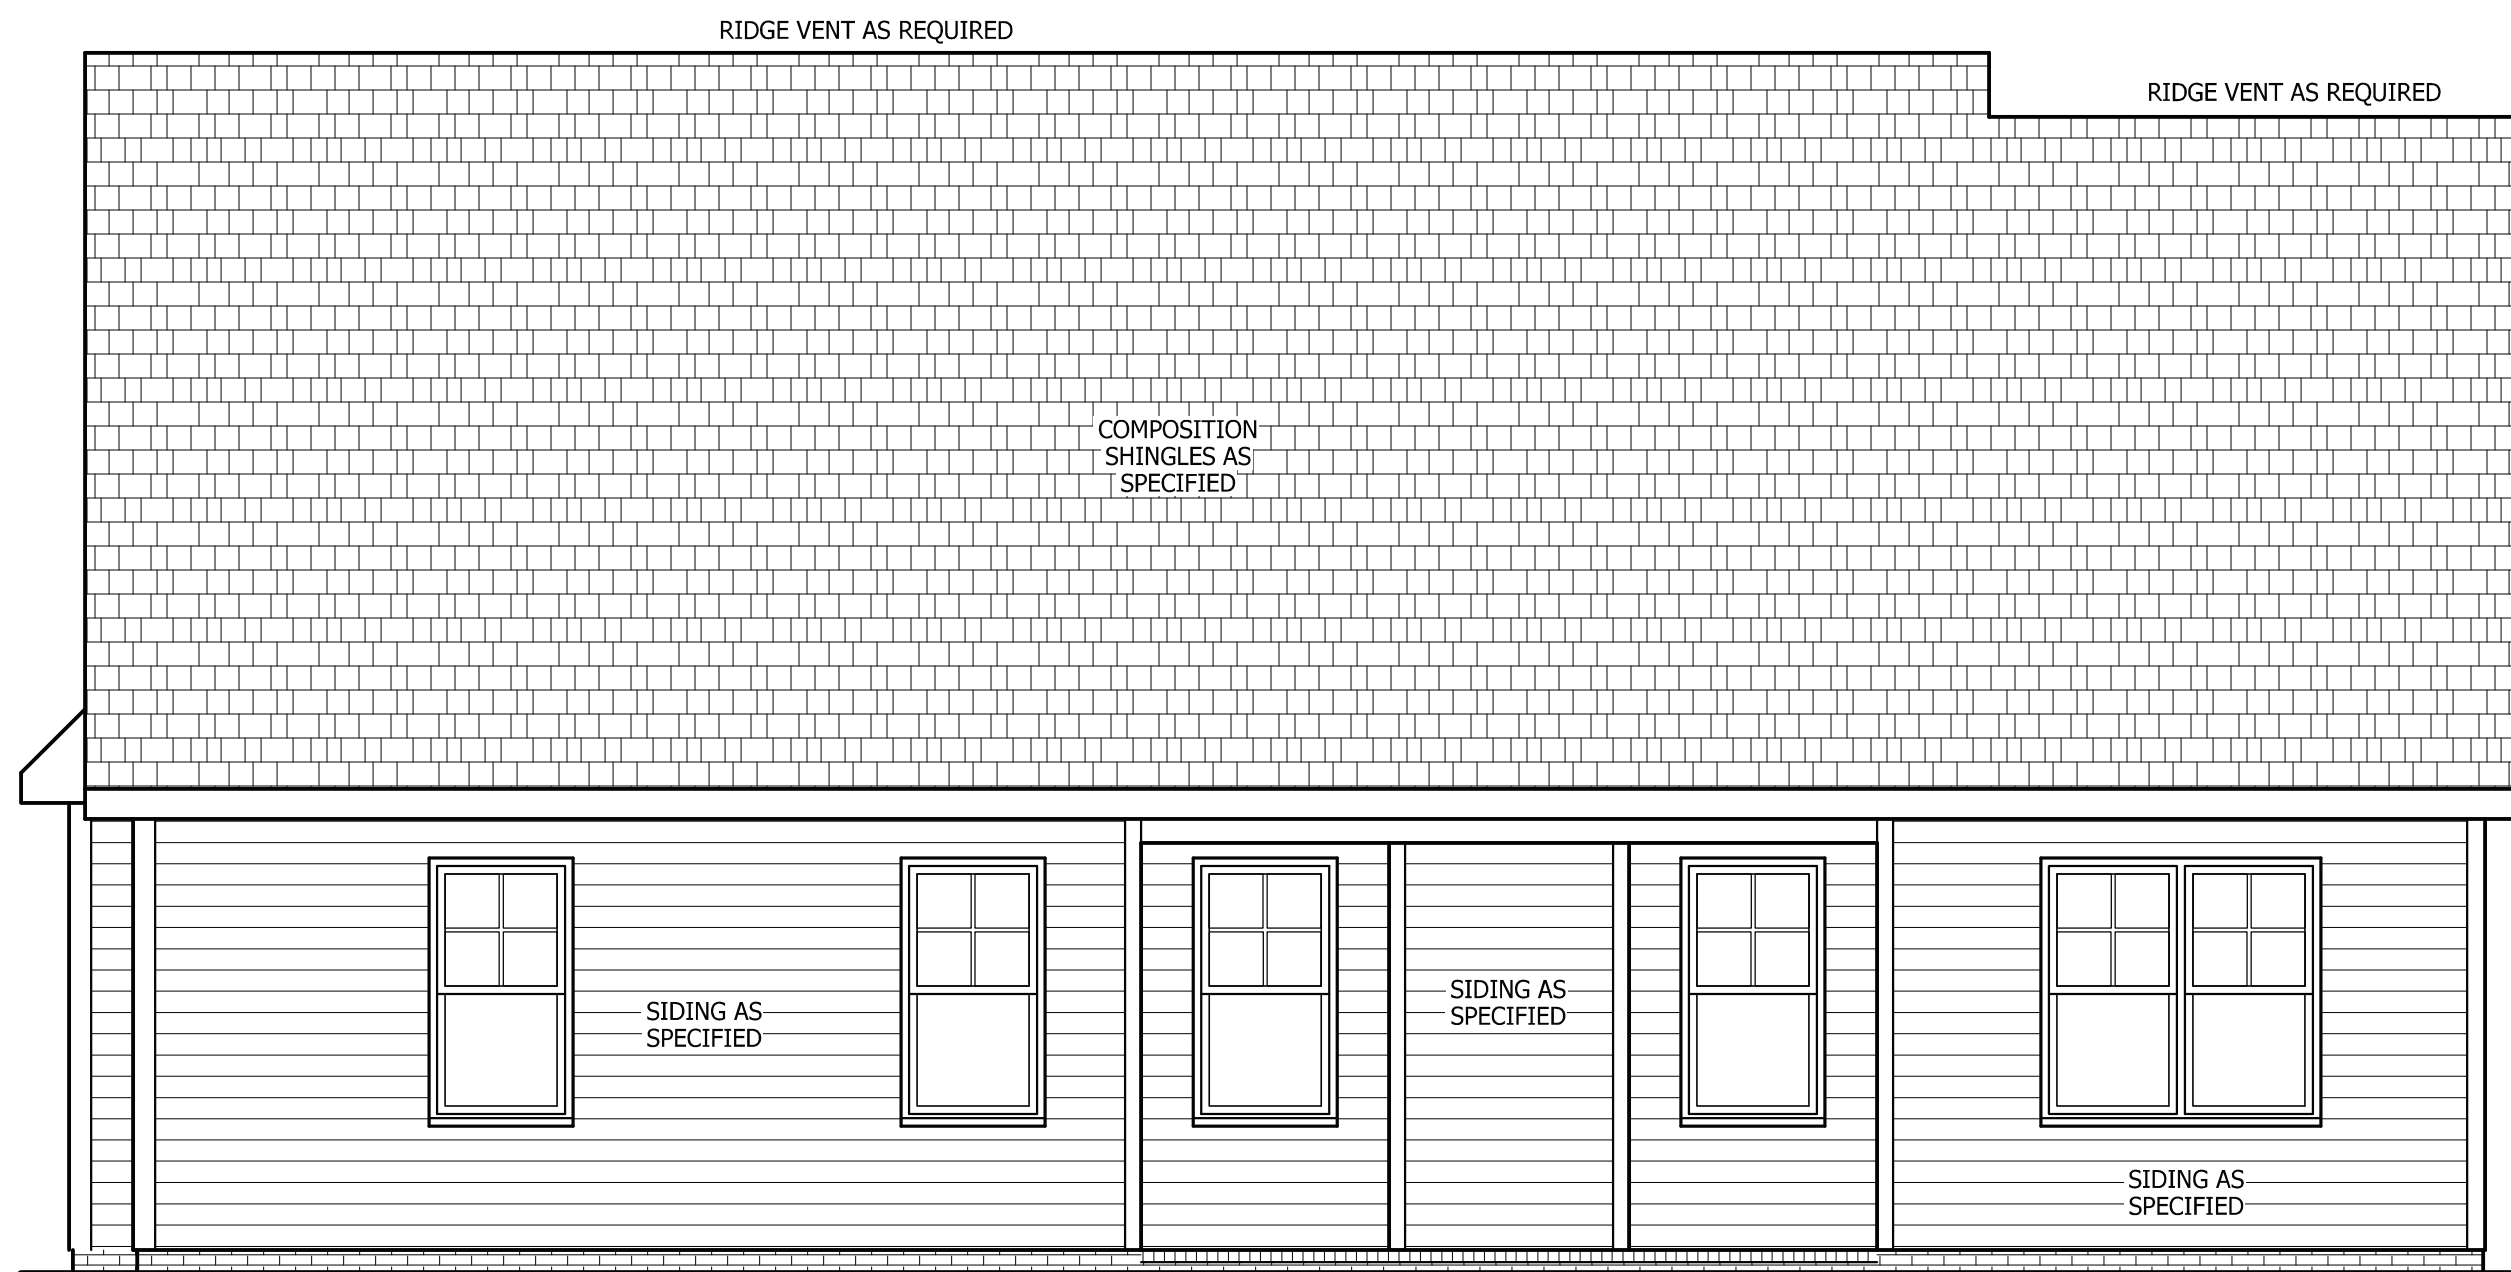 RIDGE VENT AS REQUIRED
RIDGE VENT AS REQUIRED
COMPOSITION
SHINGLES AS
SPECIFIED
SIDING AS
SPECIFIED
SIDING AS
SPECIFIED
SIDING AS
SPECIFIED